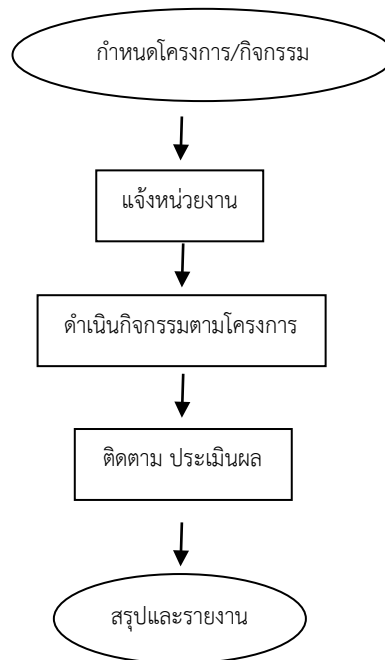 กำหนดโครงการ/กิจกรรม
แจ้งหน่วยงาน
ดำเนินกิจกรรมตามโครงการ
ติดตาม ประเมินผล
สรุปและรายงาน